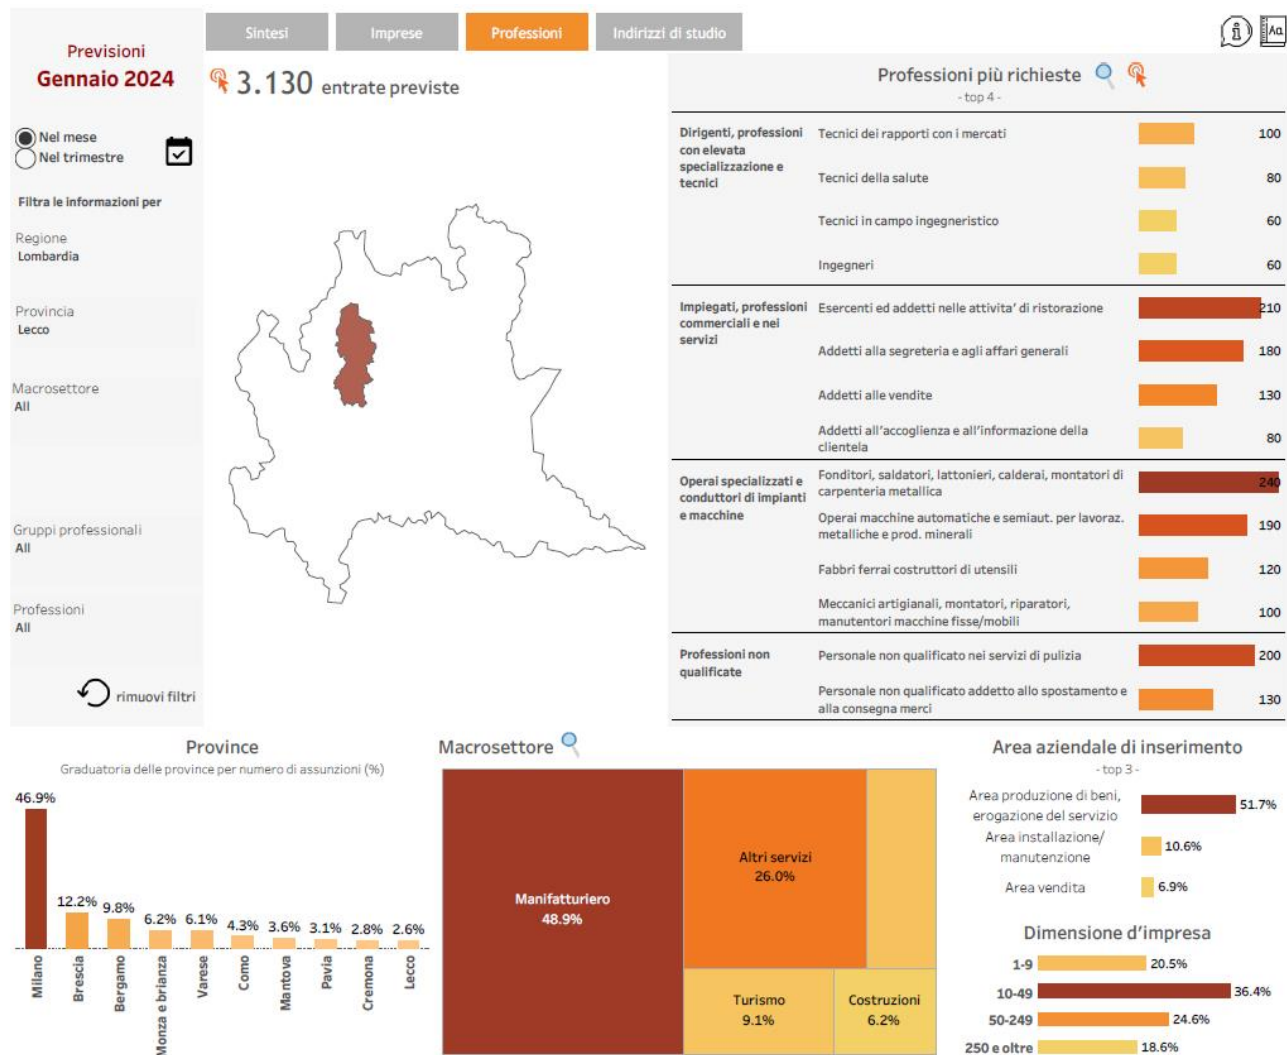 Previsioni
Gennaio 2024
Nel mese
Nel trimestre
Filtra le informazioni per
Regione
Lombardia
Provincia
Lecco
Macrosettore
All
Gruppi professionali
All
Professioni
All
rimuovi filtri
Sintesi
Imprese
Professioni
Indirizzi di studio
i
Aa
3.130 entrate previste
Professioni più richieste
- top 4 -
Dirigenti, professioni
con elevata
specializzazione e
tecnici
Tecnici dei rapporti con i mercati
100
Tecnici della salute
80
Tecnici in campo ingegneristico
60
Ingegneri
60
Impiegati, professioni
commerciali e nei
servizi
Esercenti ed addetti nelle attivita' di ristorazione
210
Addetti alla segreteria e agli affari generali
180
Addetti alle vendite
130
Addetti all'accoglienza e all'informazione della
clientela
80
Operai specializzati e
conduttori di impianti
e macchine
Fonditori, saldatori, lattonieri, calderai, montatori di
carpenteria metallica
240
Operai macchine automatiche e semiaut. per lavoraz.
metalliche e prod. minerali
190
Fabbri ferrai costruttori di utensili
120
Meccanici artigianali, montatori, riparatori,
manutentori macchine fisse/mobili
100
Professioni non
qualificate
Personale non qualificato nei servizi di pulizia
200
Personale non qualificato addetto allo spostamento e
alla consegna merci
130
Province
Graduatoria delle province per numero di assunzioni (%)
46.9%
12.2%
9.8%
6.2%
6.1%
4.3%
3.6%
3.1%
2.8%
2.6%
Milano
Brescia
Bergamo
Monza e brianza
Varese
Como
Mantova
Pavia
Cremona
Lecco
Macrosettore
Manifatturiero
48.9%
Altri servizi
26.0%
Turismo
9.1%
Costruzioni
6.2%
Area aziendale di inserimento
- top 3 -
Area produzione di beni,
erogazione del servizio
51.7%
Area installazione/
manutenzione
10.6%
Area vendita
6.9%
Dimensione d'impresa
1-9
20.5%
10-49
36.4%
50-249
24.6%
250 e oltre
18.6%